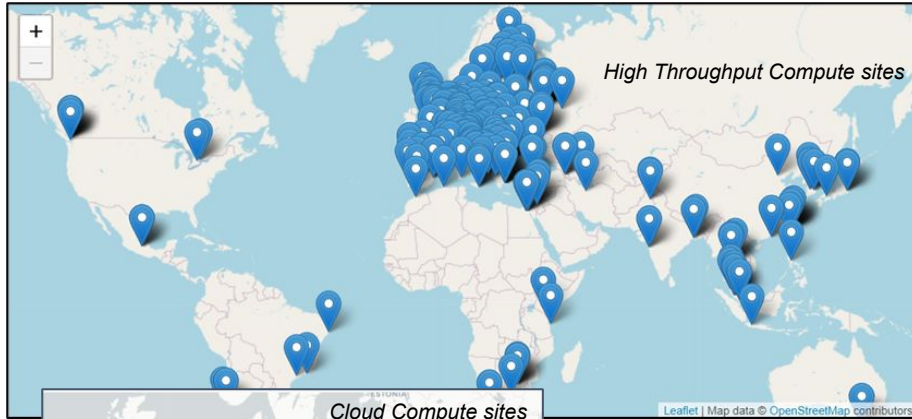 +
−
High Throughput Compute sites
ESTONIA
Cloud Compute sites
Leaflet | Map data © OpenStreetMap contributors